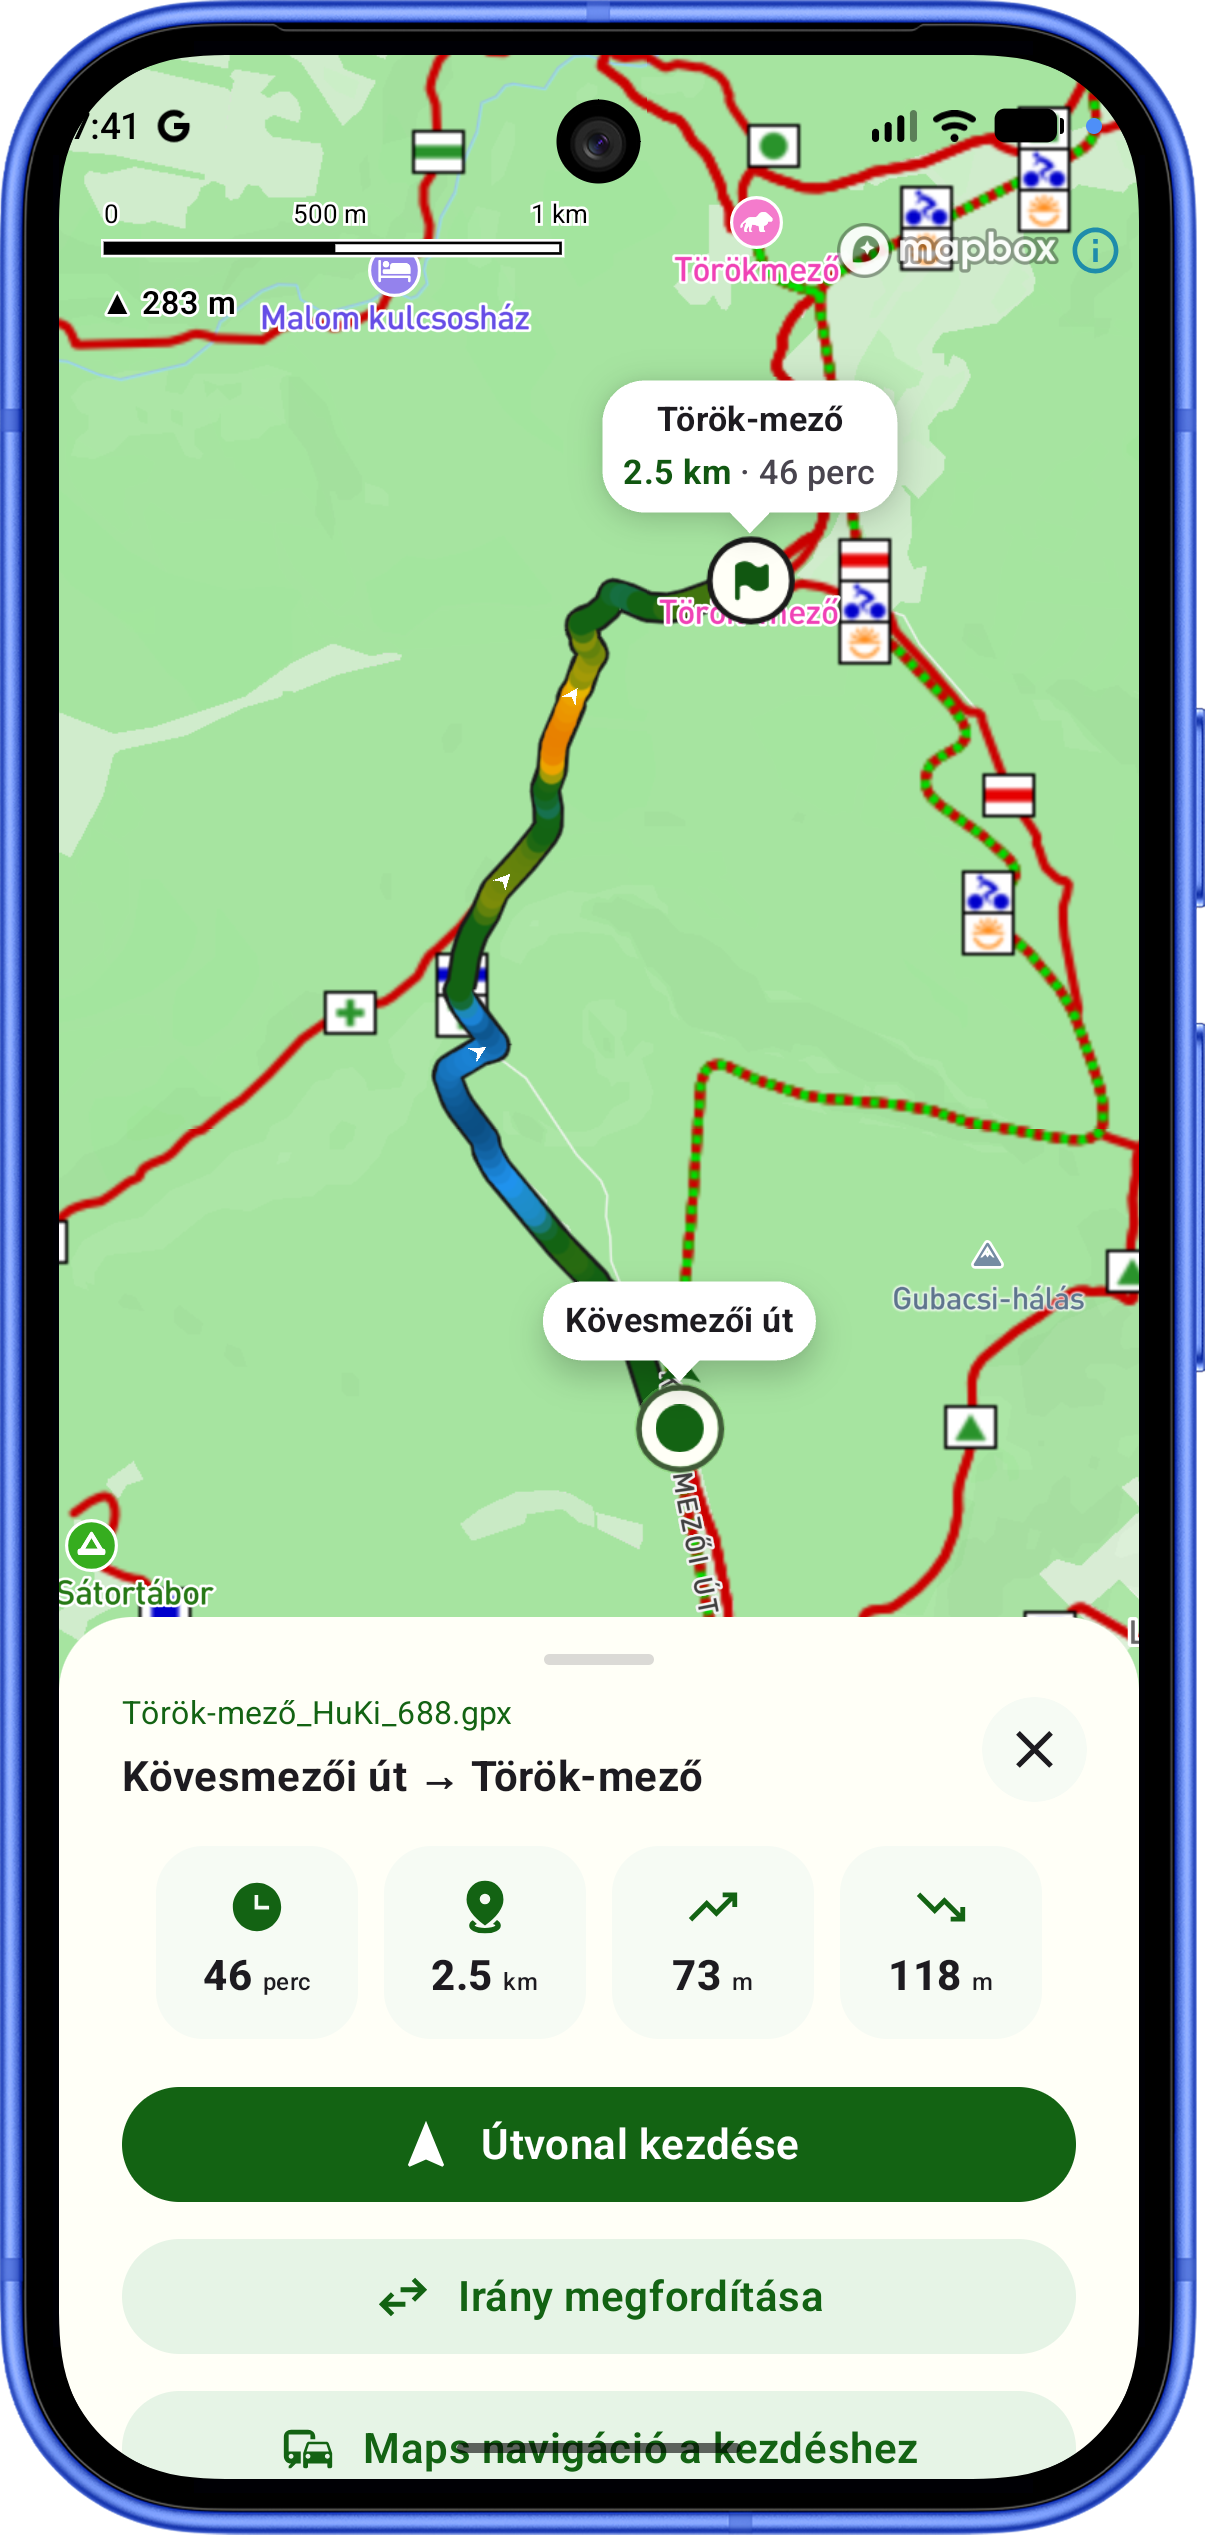 7:41 G
0 500 m 1 km
▲ 283 m
mapbox
Törökmező
Malom kulcsosház
Török-mező
2.5 km · 46 perc
Gubacsi-hálás
Kövesmezői út
MEZŐI ÚT
Sátortábor
Török-mező_HuKi_688.gpx
Kövesmezői út → Török-mező
46 perc
2.5 km
73 m
118 m
Útvonal kezdése
Irány megfordítása
Maps navigáció a kezdéshez